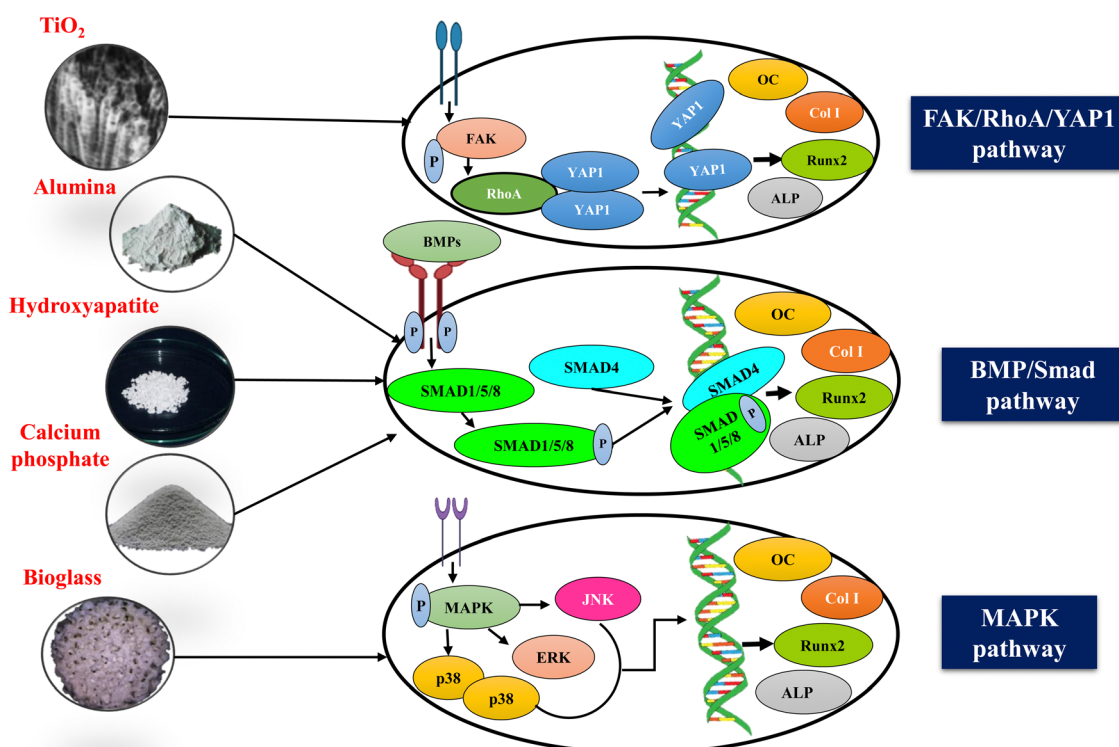 TiO2
Alumina
Hydroxyapatite
Calcium
phosphate
Bioglass
P
FAK
RhoA
YAP1
YAP1
YAP1
YAP1
OC
Col I
Runx2
ALP
FAK/RhoA/YAP1
pathway
BMPs
P
P
SMAD1/5/8
SMAD4
SMAD1/5/8
P
SMAD4
SMAD
1/5/8
P
OC
Col I
Runx2
ALP
BMP/Smad
pathway
P
MAPK
JNK
ERK
p38
p38
OC
Col I
Runx2
ALP
MAPK
pathway